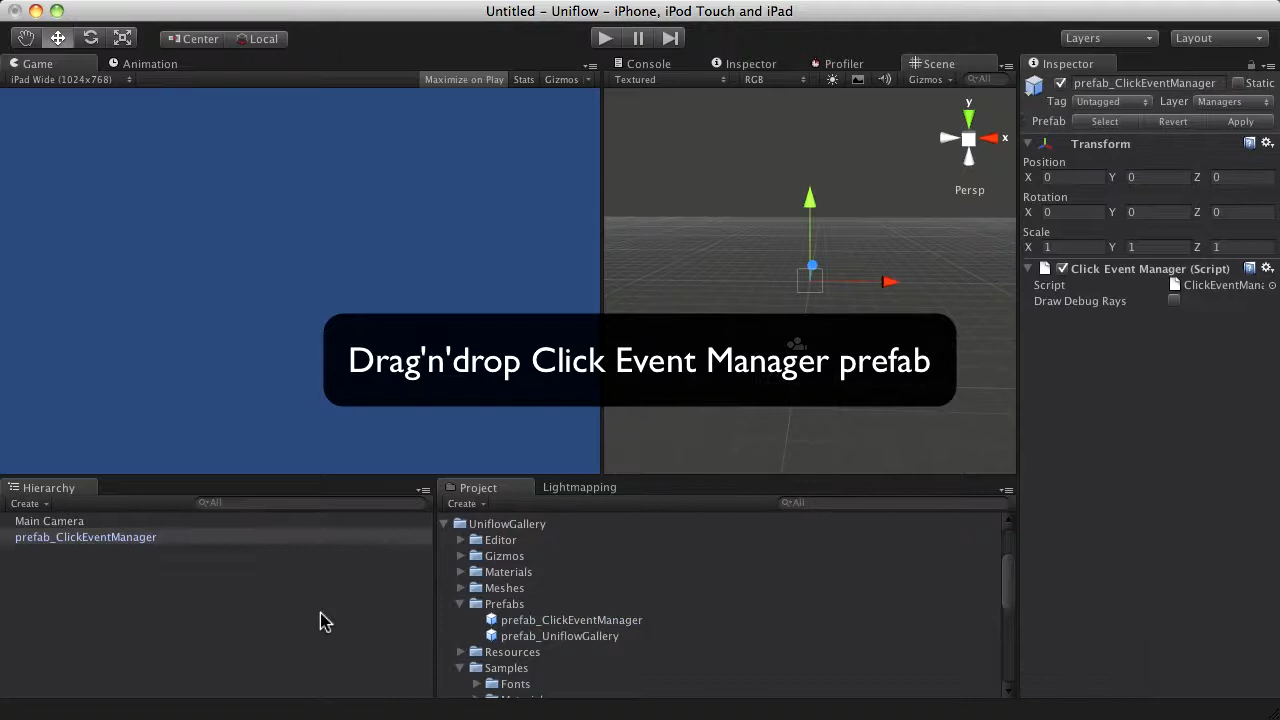 Untitled - Uniflow - iPhone, iPod Touch and iPad
Center
Local
Layers
Layout
Game
Animation
Console
Inspector
Profiler
Scene
Inspector
iPad Wide (1024x768)
Maximize on Play
Stats
Gizmos
Textured
RGB
Gizmos
All
prefab_ClickEventManager
Static
Tag
Untagged
Layer
Managers
Prefab
Select
Revert
Apply
y
x
Persp
Transform
Position
X 0 Y 0 Z 0
Rotation
X 0 Y 0 Z 0
Scale
X 1 Y 1 Z 1
Click Event Manager (Script)
Script
ClickEventMana
Draw Debug Rays
Drag'n'drop Click Event Manager prefab
Hierarchy
Create
All
Main Camera
prefab_ClickEventManager
Project
Lightmapping
Create
All
UniflowGallery
Editor
Gizmos
Materials
Meshes
Prefabs
prefab_ClickEventManager
prefab_UniflowGallery
Resources
Samples
Fonts